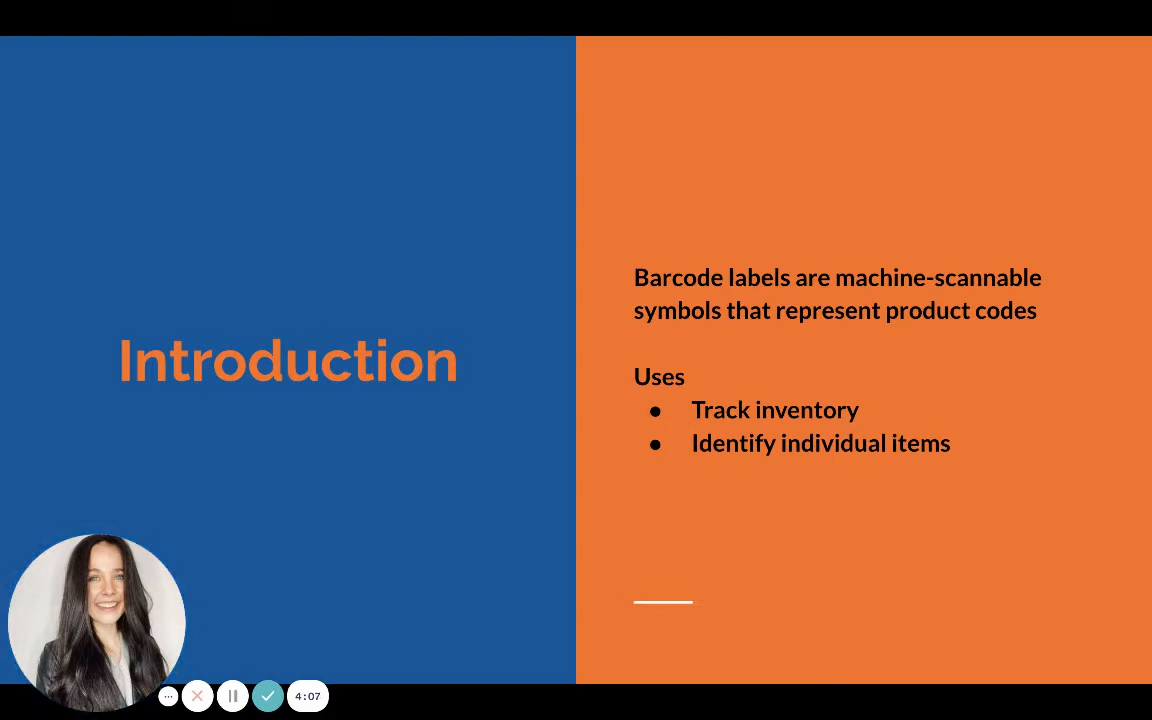 Introduction
Barcode labels are machine-scannable
symbols that represent product codes
Uses
● Track inventory
● Identify individual items
4:07